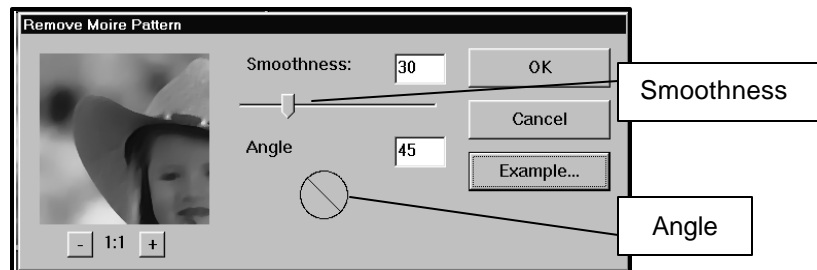 Remove Moire Pattern
Smoothness: 30
OK
Smoothness
Cancel
Angle 45
Example...
Angle
- 1:1 +